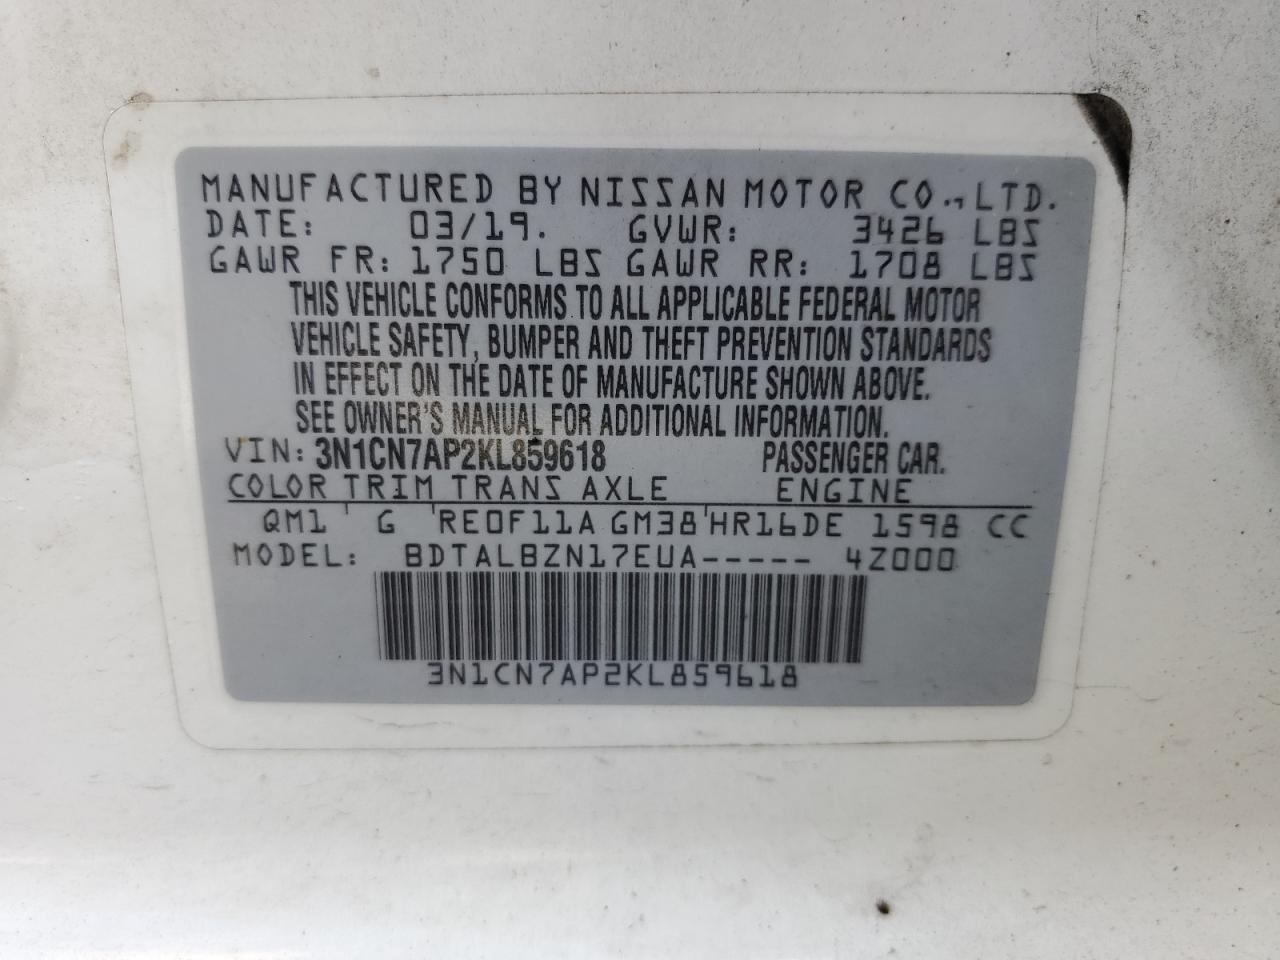 MANUFACTURED BY NISSAN MOTOR CO., LTD.
DATE: 03/19. GVWR: 3426 LBS
GAWR FR: 1750 LBS GAWR RR: 1708 LBS
THIS VEHICLE CONFORMS TO ALL APPLICABLE FEDERAL MOTOR
VEHICLE SAFETY, BUMPER AND THEFT PREVENTION STANDARDS
IN EFFECT ON THE DATE OF MANUFACTURE SHOWN ABOVE.
SEE OWNER'S MANUAL FOR ADDITIONAL INFORMATION.
VIN: 3N1CN7AP2KL859618 PASSENGER CAR.
COLOR TRIM TRANS AXLE ENGINE
QM1 ' G ' RE0F11A GM38 ' HR16DE 1598 CC
MODEL: BDTALBZN17EUA----- 4Z000
3N1CN7AP2KL859618